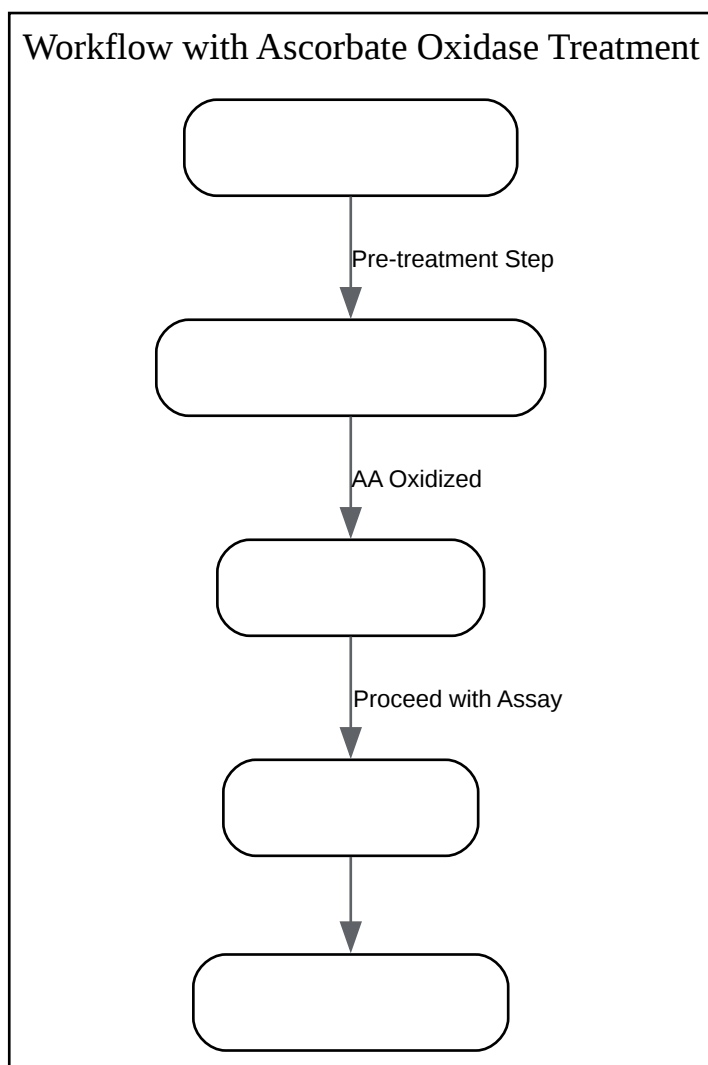 Workflow with Ascorbate Oxidase Treatment
Pre-treatment Step
AA Oxidized
Proceed with Assay